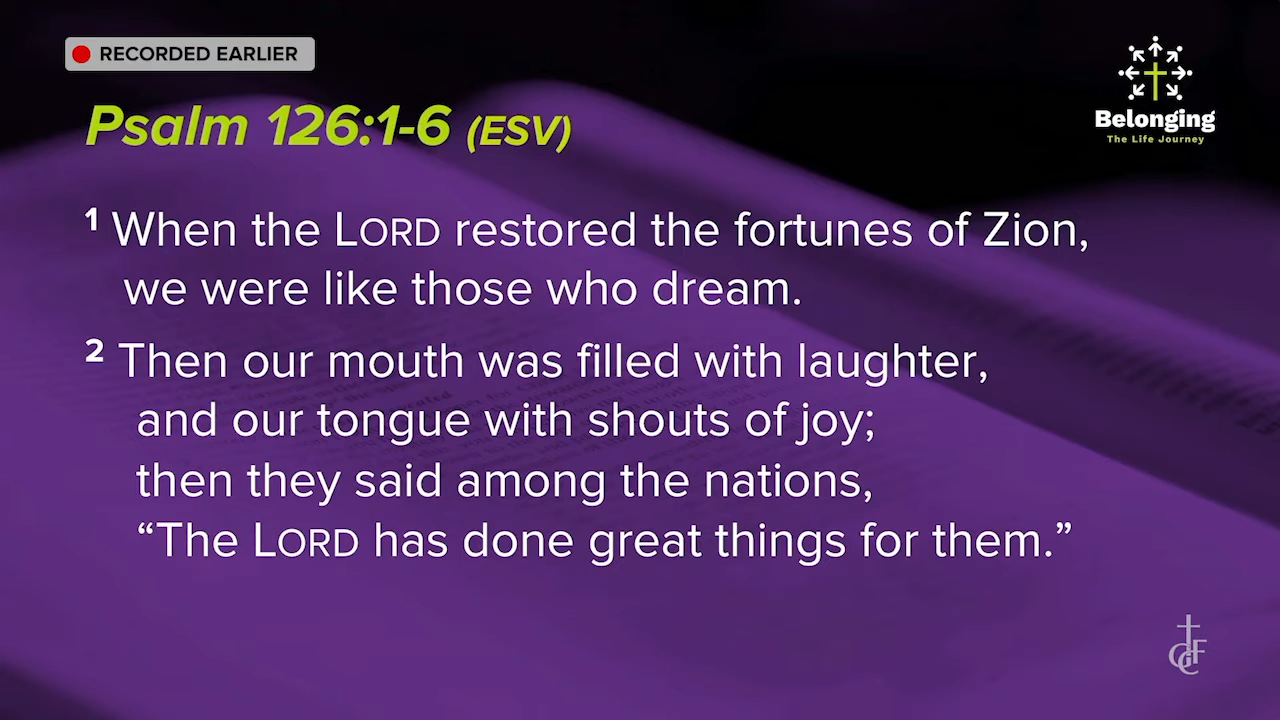 RECORDED EARLIER
Belonging
The Life Journey
Psalm 126:1-6 (ESV)
1 When the LORD restored the fortunes of Zion,
we were like those who dream.
2 Then our mouth was filled with laughter,
and our tongue with shouts of joy;
then they said among the nations,
“The LORD has done great things for them.”
GCF